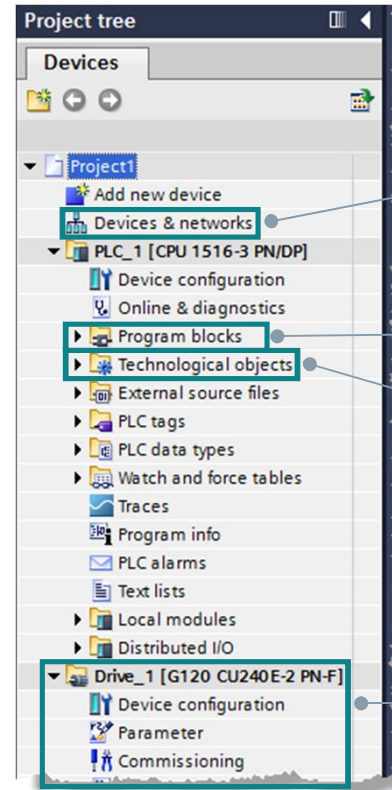 Project tree
Devices
Project1
Add new device
Devices & networks
PLC_1 [CPU 1516-3 PN/DP]
Device configuration
Online & diagnostics
Program blocks
Technological objects
External source files
PLC tags
PLC data types
Watch and force tables
Traces
Program info
PLC alarms
Text lists
Local modules
Distributed I/O
Drive_1 [G120 CU240E-2 PN-F]
Device configuration
Parameter
Commissioning